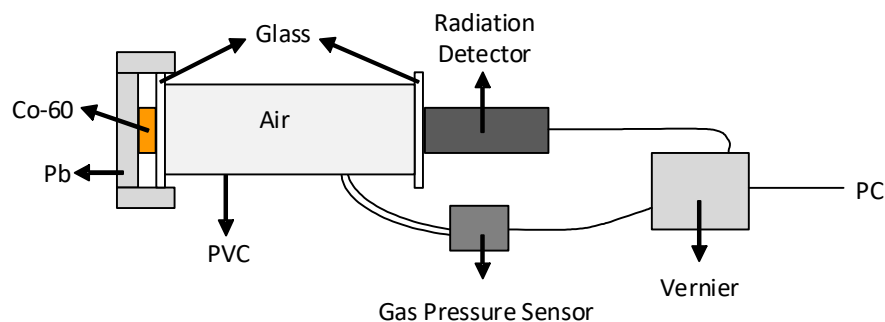 Glass
Radiation
Detector
Co-60
Air
Pb
PC
PVC
Vernier
Gas Pressure Sensor